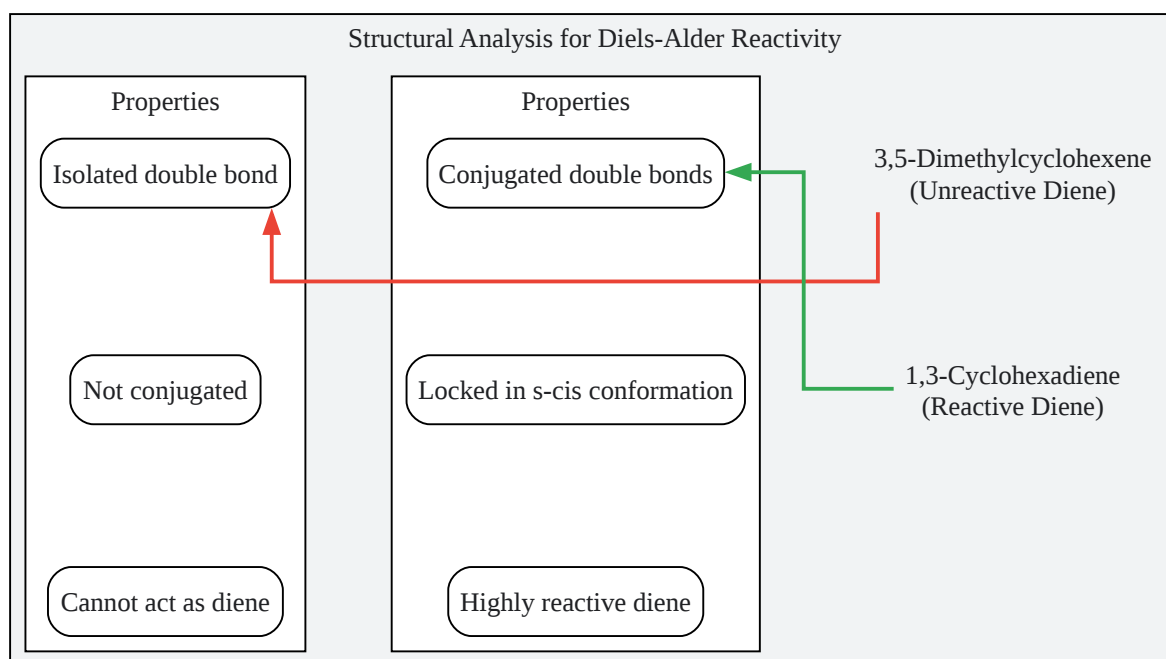 Structural Analysis for Diels-Alder Reactivity
Properties
Isolated double bond
Not conjugated
Cannot act as diene
Properties
Conjugated double bonds
Locked in s-cis conformation
Highly reactive diene
3,5-Dimethylcyclohexene
(Unreactive Diene)
1,3-Cyclohexadiene
(Reactive Diene)